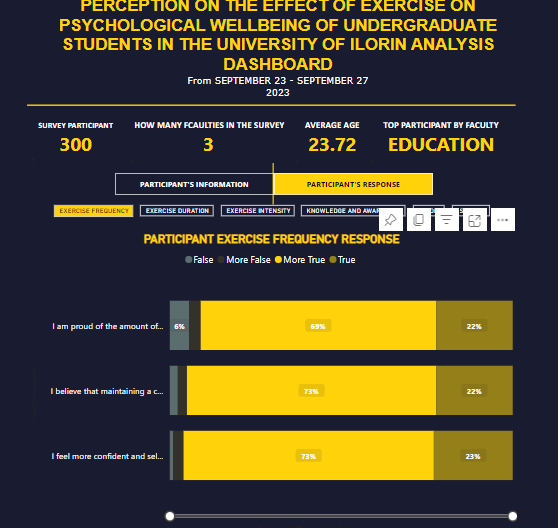 PERCEPTION ON THE EFFECT OF EXERCISE ON
PSYCHOLOGICAL WELLBEING OF UNDERGRADUATE
STUDENTS IN THE UNIVERSITY OF ILORIN ANALYSIS
DASHBOARD
From SEPTEMBER 23 - SEPTEMBER 27
2023
SURVEY PARTICIPANT HOW MANY FCAULTIES IN THE SURVEY AVERAGE AGE TOP PARTICIPANT BY FACULTY
300 3 23.72 EDUCATION
PARTICIPANT'S INFORMATION PARTICIPANT'S RESPONSE
EXERCISE FREQUENCY EXERCISE DURATION EXERCISE INTENSITY KNOWLEDGE AND
PARTICIPANT EXERCISE FREQUENCY RESPONSE
False More False More True True
I am proud of the amount of... 6% 69% 22%
I believe that maintaining a c... 73% 22%
I feel more confident and sel... 73% 23%